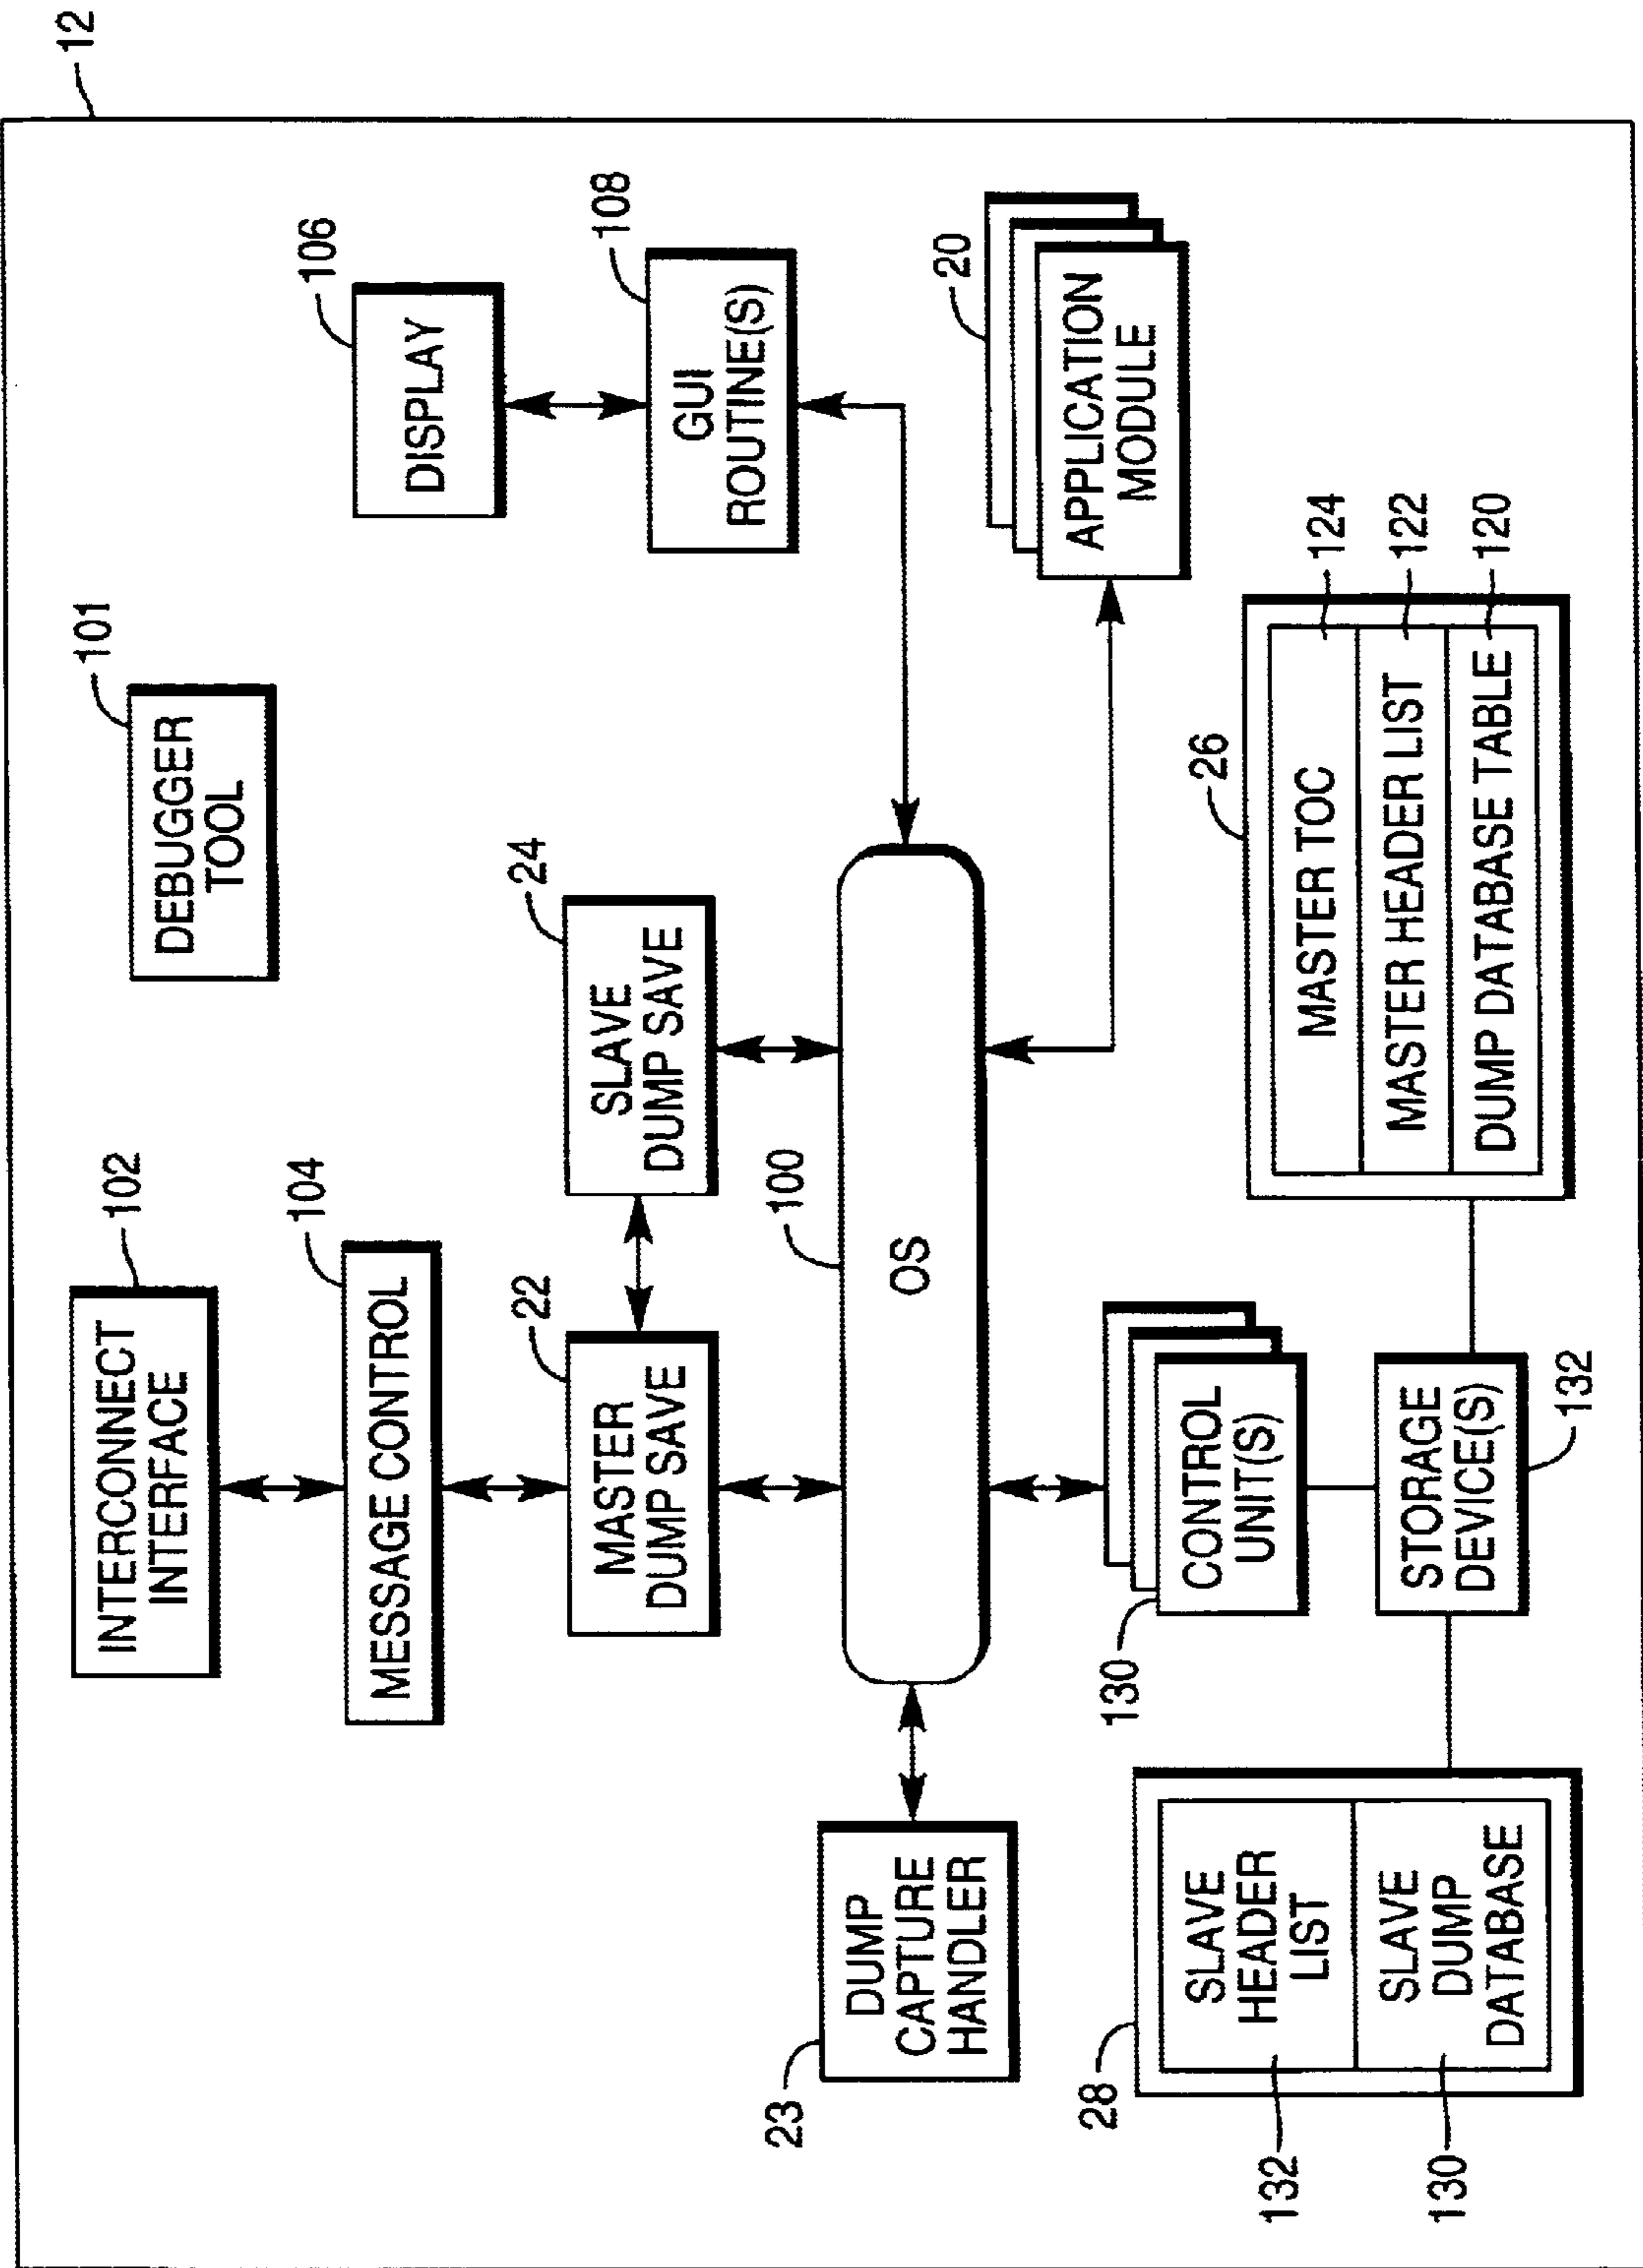 12
102
INTERCONNECT
INTERFACE
101
DEBUGGER
TOOL
104
MESSAGE CONTROL
106
DISPLAY
22
MASTER
DUMP SAVE
24
SLAVE
DUMP SAVE
108
GUI
ROUTINE(S)
23
DUMP
CAPTURE
HANDLER
100
OS
20
APPLICATION
MODULE
130
CONTROL
UNIT(S)
28
132
SLAVE
HEADER
LIST
130
SLAVE
DUMP
DATABASE
STORAGE
DEVICE(S)
132
26
MASTER TOC
124
MASTER HEADER LIST
122
DUMP DATABASE TABLE
120